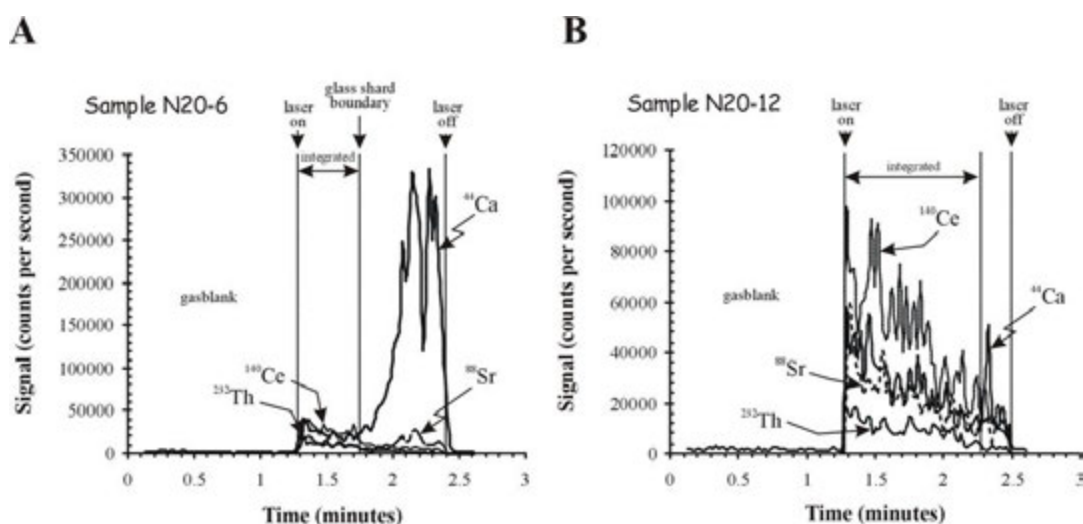 A
Sample N20-6
laser on
glass shard boundary
laser off
integrated
350000
300000
250000
200000
150000
100000
50000
0
Signal (counts per second)
gasblank
⁴⁴Ca
¹⁴⁰Ce
²³²Th
⁸⁸Sr
0 0.5 1 1.5 2 2.5 3
Time (minutes)
B
Sample N20-12
laser on
laser off
integrated
120000
100000
80000
60000
40000
20000
0
Signal (counts per second)
gasblank
¹⁴⁰Ce
⁴⁴Ca
⁸⁸Sr
²³²Th
0 0.5 1 1.5 2 2.5 3
Time (minutes)